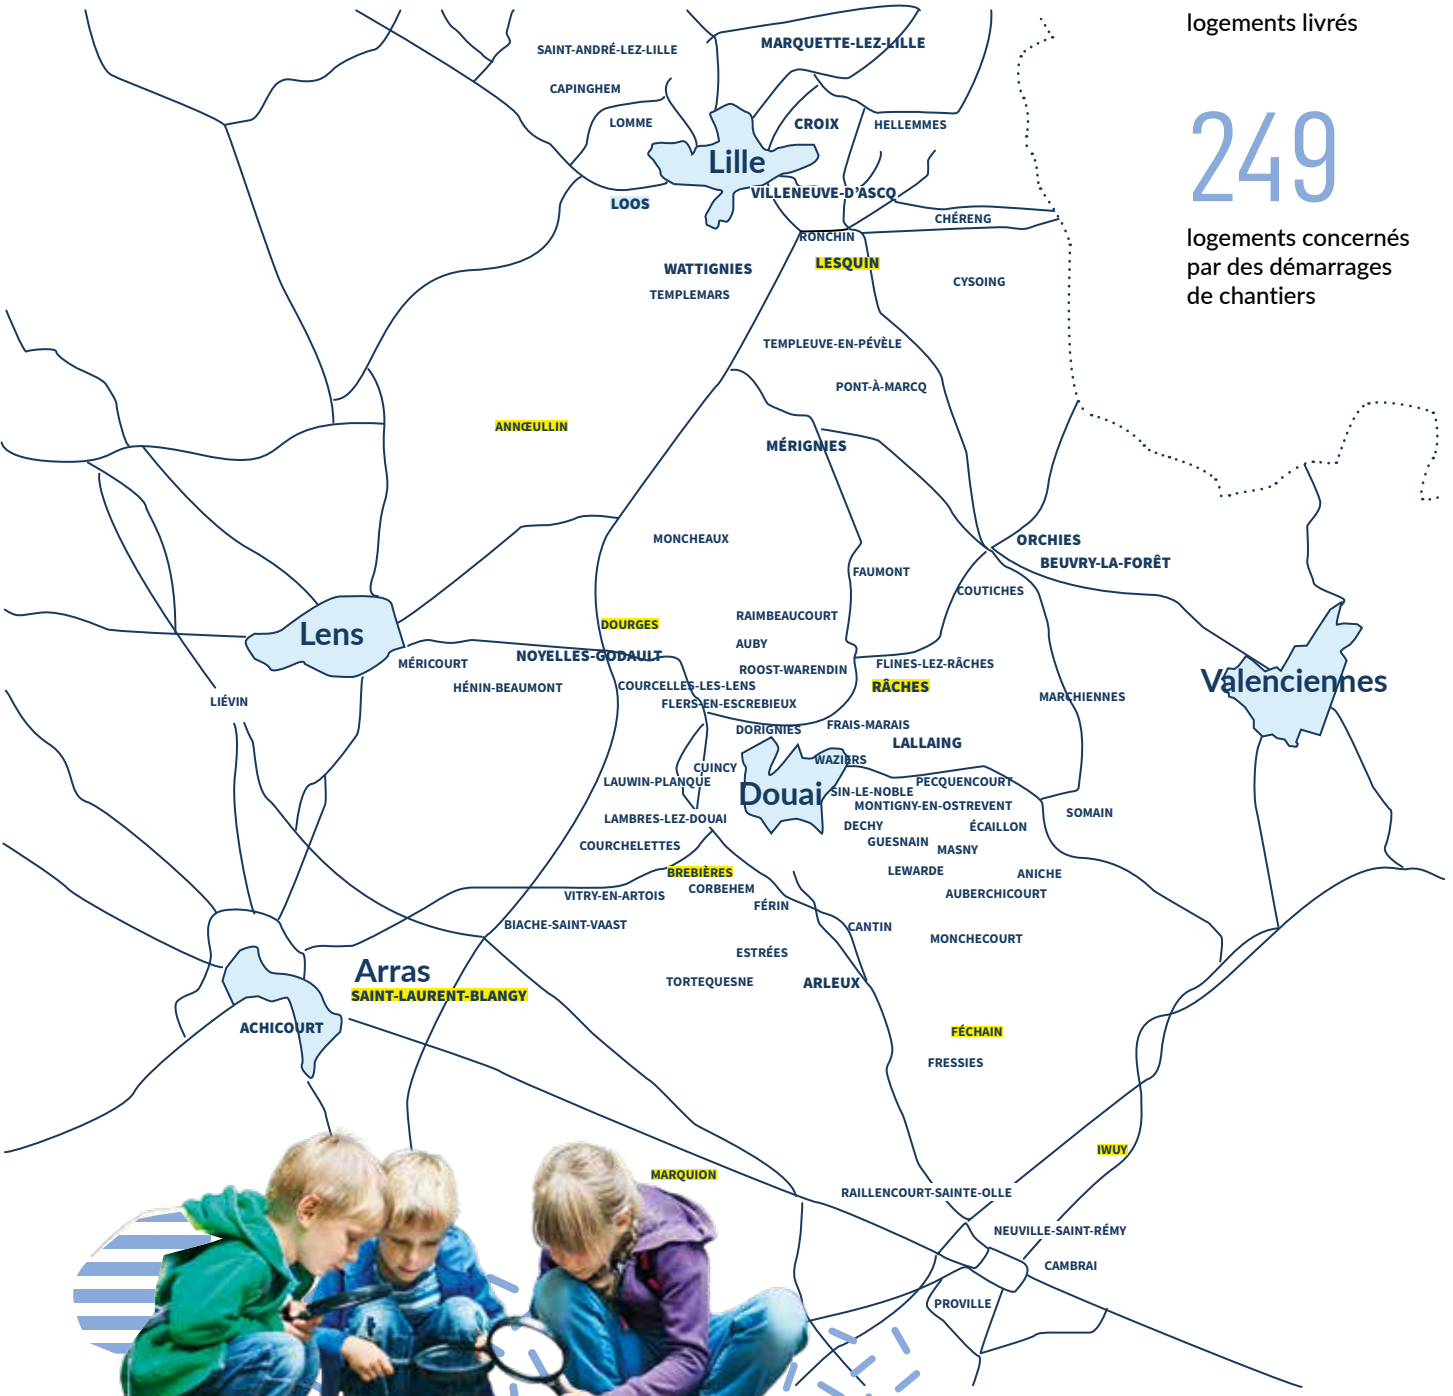 logements livrés
249
logements concernés
par des démarrages
de chantiers
SAINT-ANDRÉ-LEZ-LILLE
MARQUETTE-LEZ-LILLE
CAPINGHEM
LOMME
CROIX
HELLEMMES
Lille
VILLENEUVE-D'ASCQ
LOOS
CHÉRENG
RONCHIN
WATTIGNIES
LESQUIN
TEMPLEMARS
CYSOING
TEMPLEUVE-EN-PÉVÈLE
PONT-À-MARCQ
ANNŒULLIN
MÉRIGNIES
MONCHEAUX
ORCHIES
BEUVRY-LA-FORÊT
FAUMONT
COUTICHES
RAIMBEAUCOURT
DOURGES
Lens
AUBY
NOYELLES-GODAULT
MÉRICOURT
ROOST-WARENDIN
FLINES-LEZ-RÂCHES
HÉNIN-BEAUMONT
COURCELLES-LES-LENS
RÂCHES
Valenciennes
LIÉVIN
FLERS-EN-ESCREBIEUX
MARCHIENNES
DORIGNIES
FRAIS-MARAIS
LALLAING
CUINCY
WAZIERS
LAUWIN-PLANQUE
PECQUENCOURT
Douai
SIN-LE-NOBLE
MONTIGNY-EN-OSTREVENT
SOMAIN
LAMBRES-LEZ-DOUAI
DECHY
ÉCAILLON
COURCHELETTES
GUESNAIN
MASNY
BREBIÈRES
LEWARDE
ANICHE
VITRY-EN-ARTOIS
CORBEHEM
AUBERCHICOURT
FÉRIN
BIACHE-SAINT-VAAST
CANTIN
MONCHECOURT
ESTRÉES
Arras
TORTEQUESNE
ARLEUX
SAINT-LAURENT-BLANGY
ACHICOURT
FÉCHAIN
FRESSIES
IWUY
MARQUION
RAILLENCOURT-SAINTE-OLLE
NEUVILLE-SAINT-RÉMY
CAMBRAI
PROVILLE